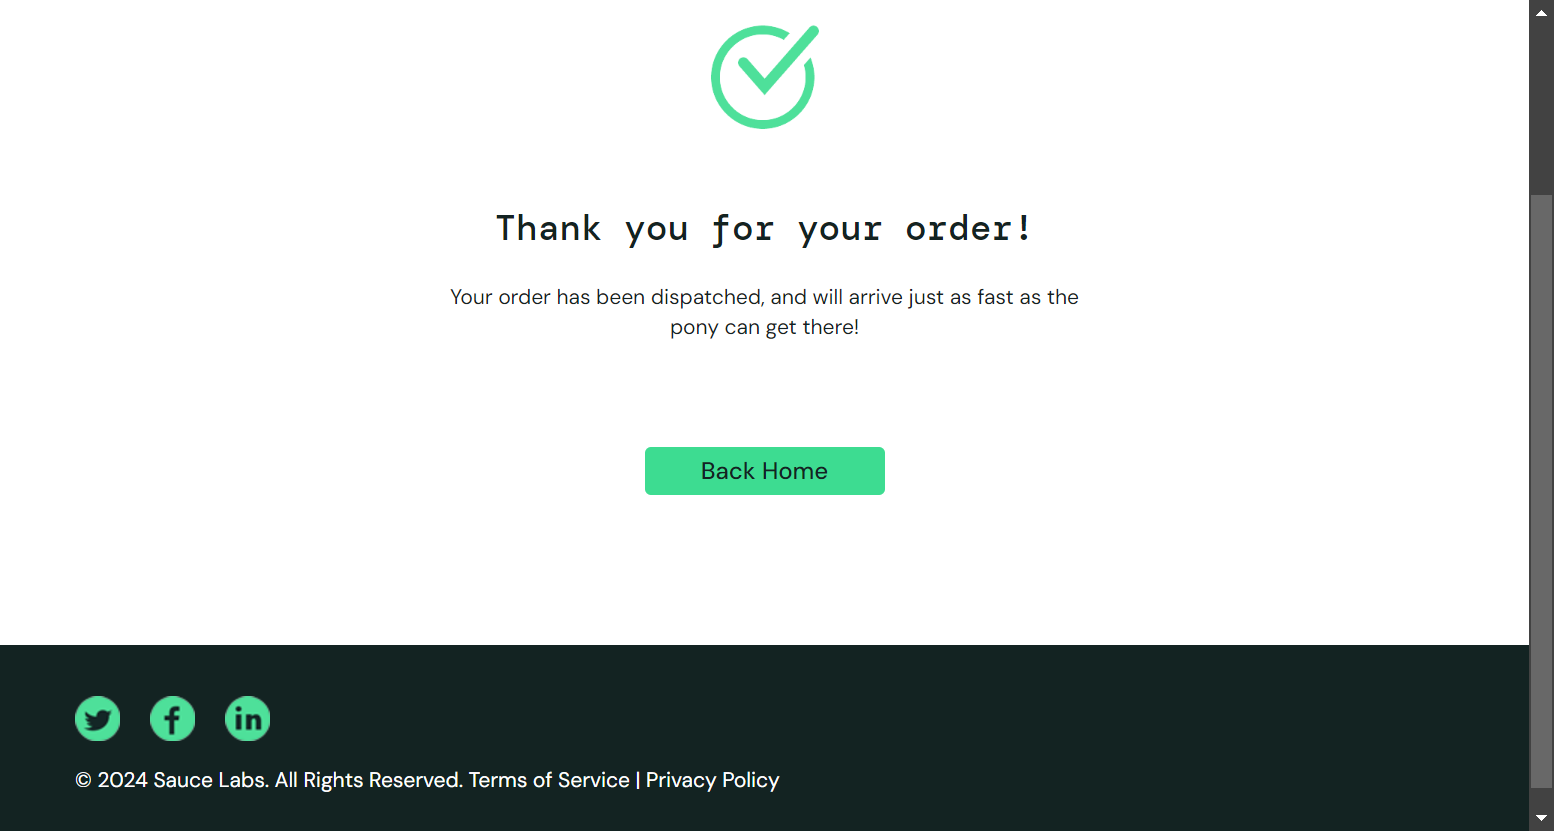 Thank you for your order!
Your order has been dispatched, and will arrive just as fast as the
pony can get there!
Back Home
© 2024 Sauce Labs. All Rights Reserved. Terms of Service | Privacy Policy